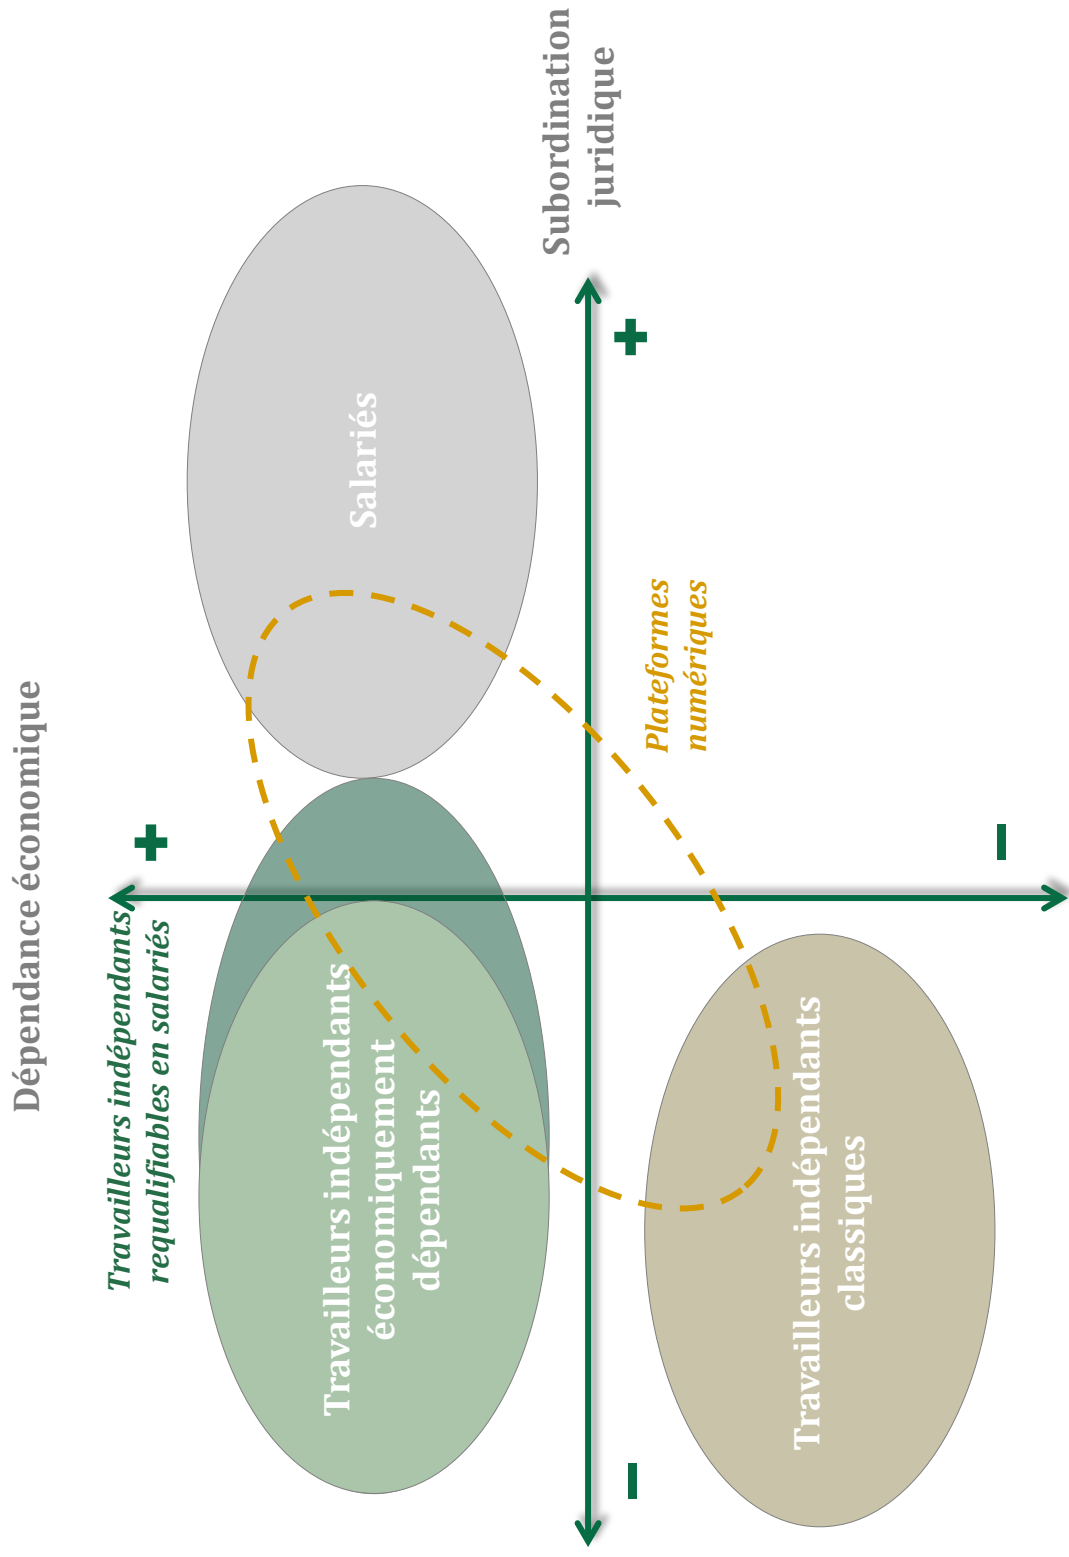 Dépendance économique
+
Travailleurs indépendants
requalifiables en salariés
Travailleurs indépendants
économiquement
dépendants
Salariés
Subordination
juridique
−
+
Plateformes
numériques
Travailleurs indépendants
classiques
−